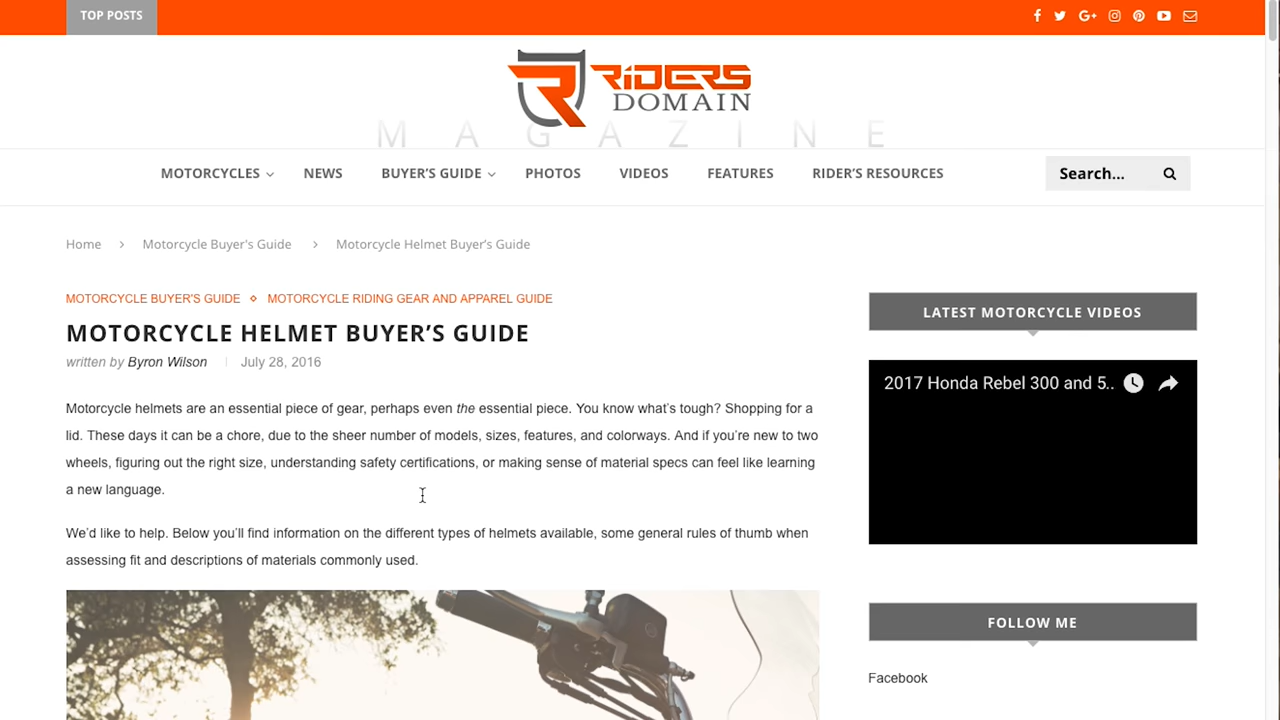 TOP POSTS
RIDERS
DOMAIN
MAGAZINE
MOTORCYCLES
NEWS
BUYER'S GUIDE
PHOTOS
VIDEOS
FEATURES
RIDER'S RESOURCES
Search...
Home > Motorcycle Buyer's Guide > Motorcycle Helmet Buyer's Guide
MOTORCYCLE BUYER'S GUIDE ⋄ MOTORCYCLE RIDING GEAR AND APPAREL GUIDE
MOTORCYCLE HELMET BUYER'S GUIDE
written by Byron Wilson | July 28, 2016
Motorcycle helmets are an essential piece of gear, perhaps even the essential piece. You know what's tough? Shopping for a
lid. These days it can be a chore, due to the sheer number of models, sizes, features, and colorways. And if you're new to two
wheels, figuring out the right size, understanding safety certifications, or making sense of material specs can feel like learning
a new language.
We'd like to help. Below you'll find information on the different types of helmets available, some general rules of thumb when
assessing fit and descriptions of materials commonly used.
LATEST MOTORCYCLE VIDEOS
2017 Honda Rebel 300 and 5..
FOLLOW ME
Facebook